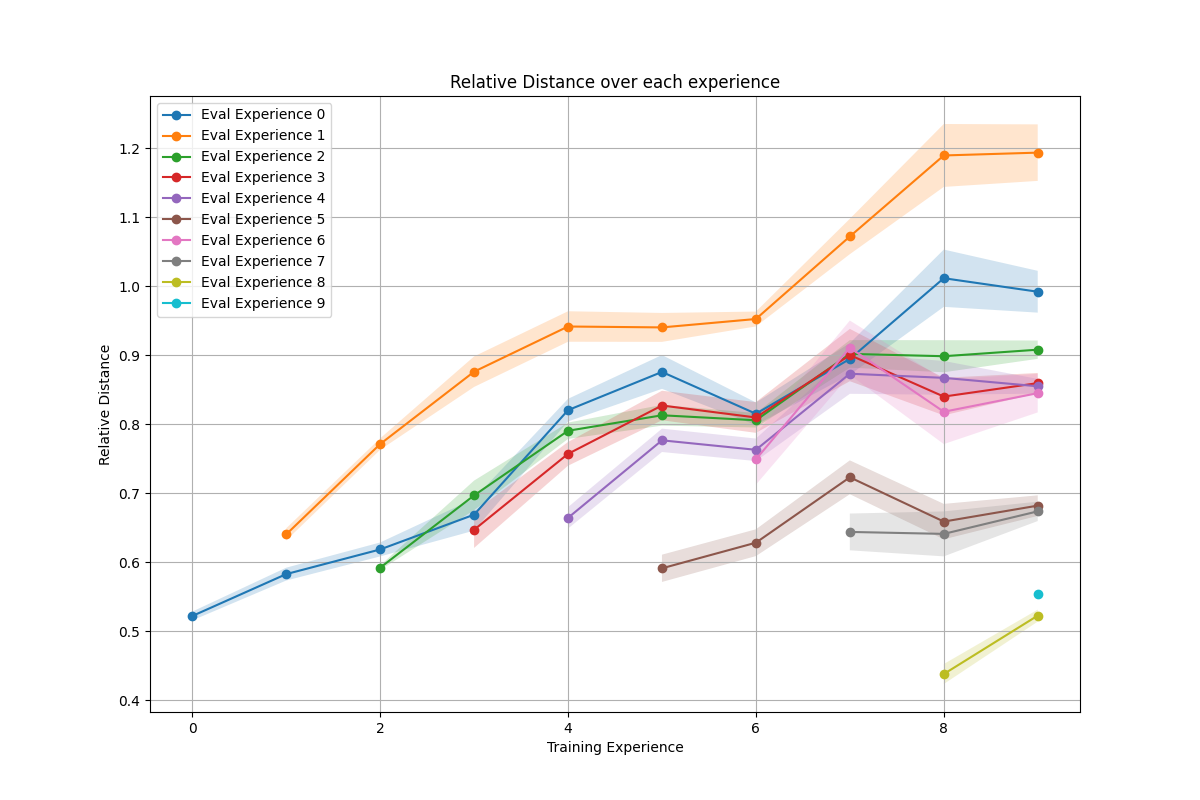 Relative Distance over each experience
Eval Experience 0
Eval Experience 1
Eval Experience 2
Eval Experience 3
Eval Experience 4
Eval Experience 5
Eval Experience 6
Eval Experience 7
Eval Experience 8
Eval Experience 9
Relative Distance
1.2
1.1
1.0
0.9
0.8
0.7
0.6
0.5
0.4
0 2 4 6 8
Training Experience